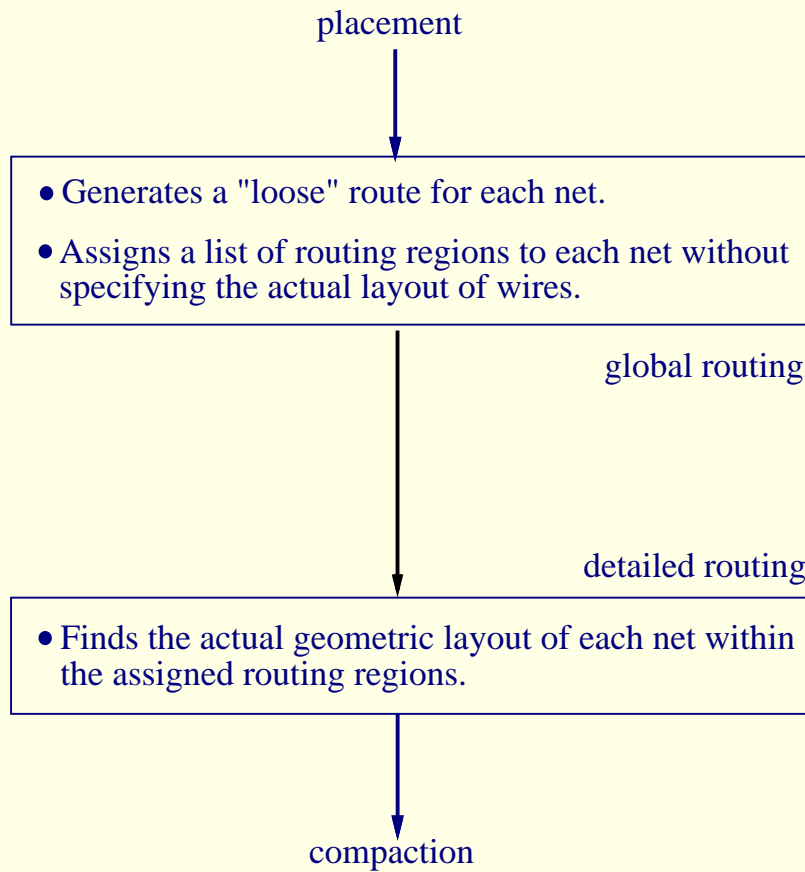 placement
• Generates a "loose" route for each net.
• Assigns a list of routing regions to each net without
specifying the actual layout of wires.
global routing
detailed routing
• Finds the actual geometric layout of each net within
the assigned routing regions.
compaction